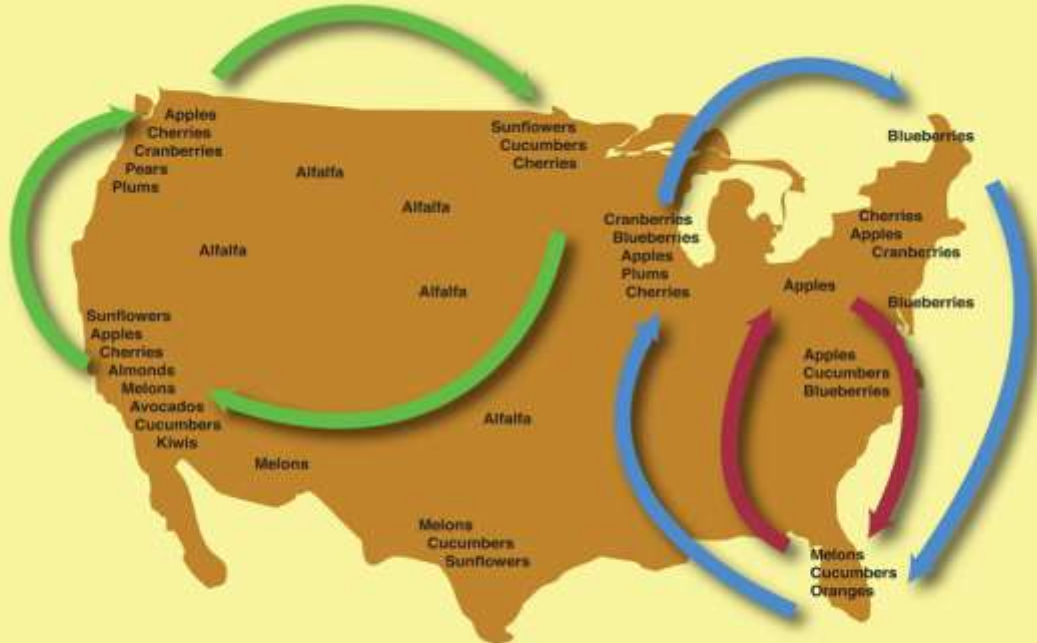 Apples
Cherries
Cranberries
Pears
Plums
Alfalfa
Alfalfa
Alfalfa
Alfalfa
Alfalfa
Sunflowers
Cucumbers
Cherries
Cranberries
Blueberries
Apples
Plums
Cherries
Blueberries
Cherries
Apples
Cranberries
Apples
Blueberries
Apples
Cucumbers
Blueberries
Sunflowers
Apples
Cherries
Almonds
Melons
Avocados
Cucumbers
Kiwis
Melons
Melons
Cucumbers
Sunflowers
Melons
Cucumbers
Oranges